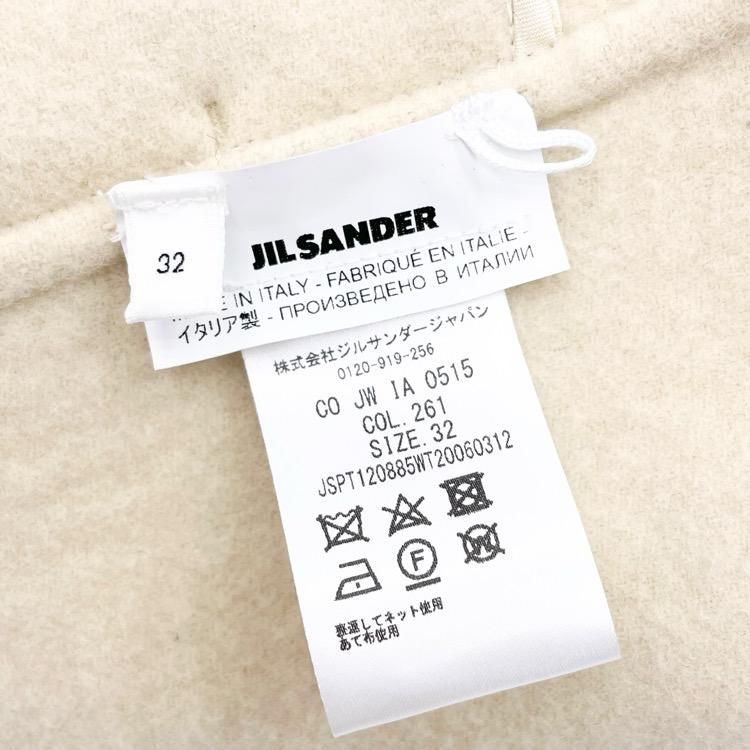 32
JIL SANDER
IN ITALY - FABRIQUÉ EN ITALIE -
イタリア製 - ПРОИЗВЕДЕНО В ИТАЛИИ
株式会社ジルサンダージャパン
0120-919-256
CO JW IA 0515
COL.261
SIZE.32
JSPT120885WT20060312
F
W
裏返してネット使用
あて布使用